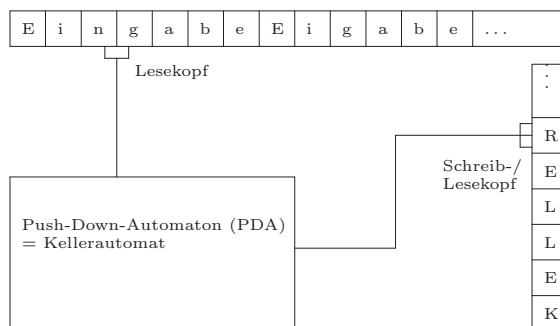 E i n g a b e E i g a b e ...
Lesekopf
R
Schreib-/
Lesekopf
E
L
L
E
K
Push-Down-Automaton (PDA)
= Kellerautomat